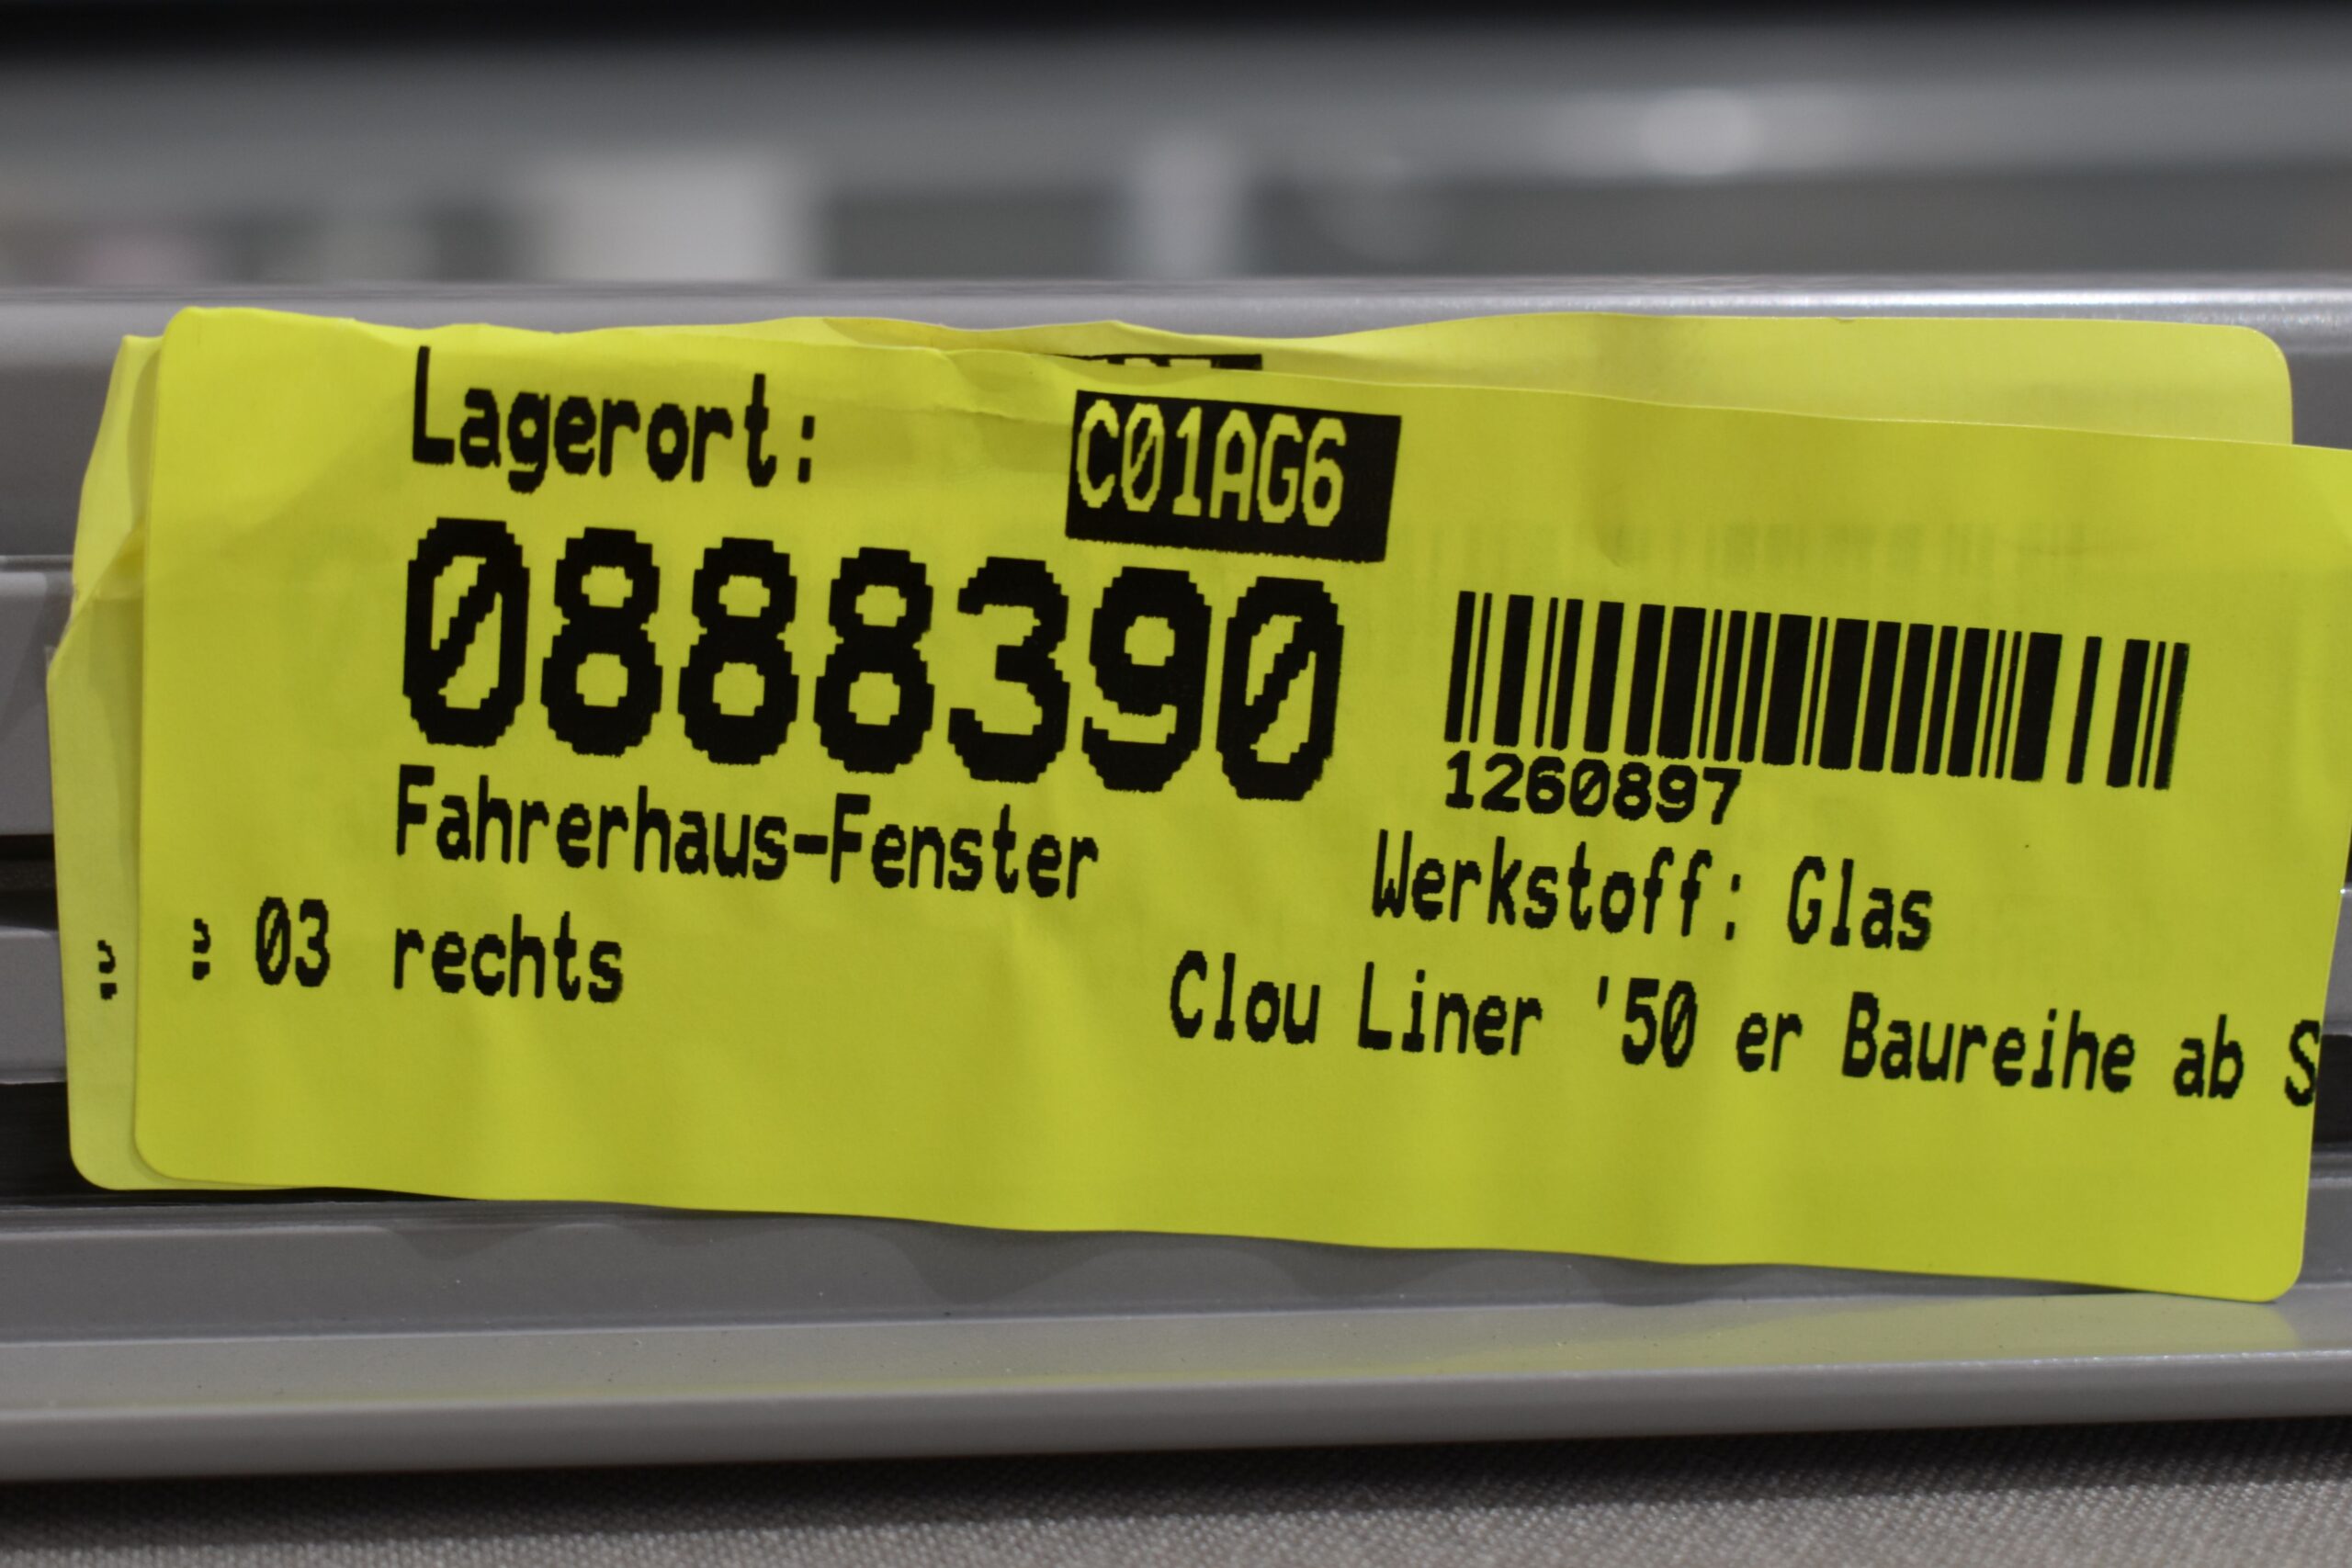 Lagerort: C01AG6
0888390
1260897
Fahrerhaus-Fenster
Werkstoff: Glas
03 rechts
Clou Liner '50 er Baureihe ab S